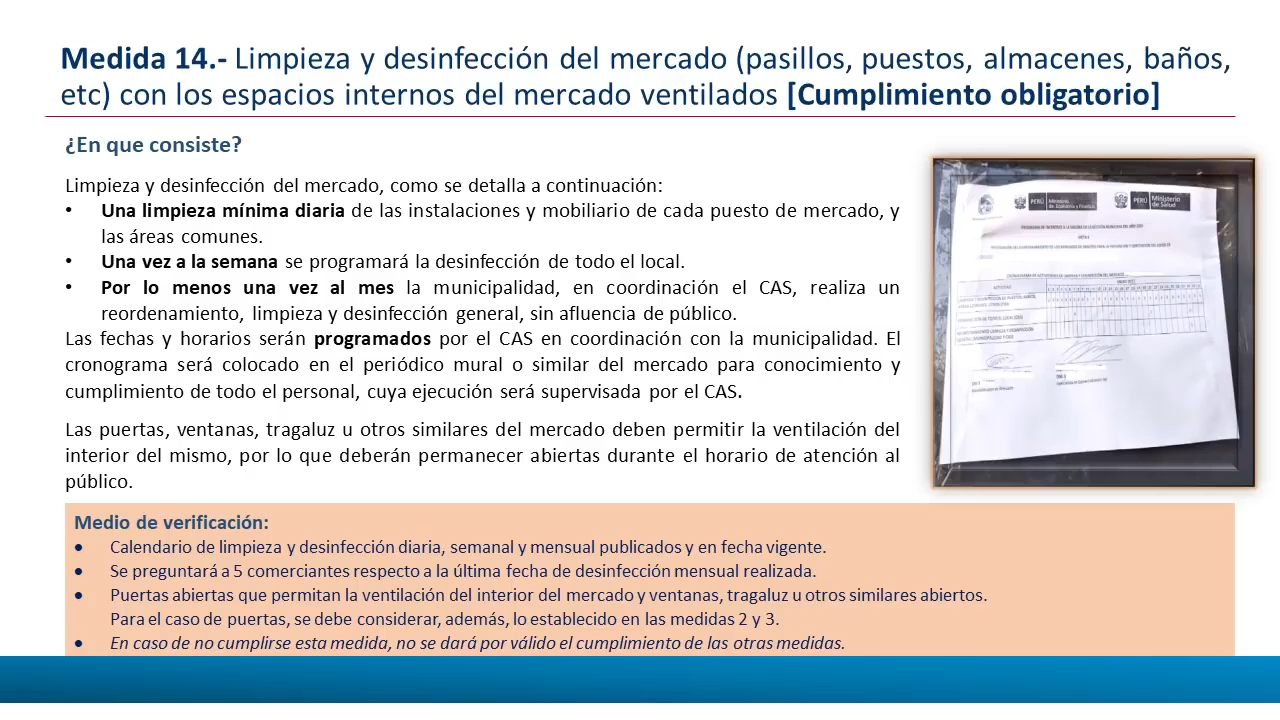 Medida 14.- Limpieza y desinfección del mercado (pasillos, puestos, almacenes, baños,
etc) con los espacios internos del mercado ventilados [Cumplimiento obligatorio]
¿En que consiste?
Limpieza y desinfección del mercado, como se detalla a continuación:
• Una limpieza mínima diaria de las instalaciones y mobiliario de cada puesto de mercado, y
las áreas comunes.
• Una vez a la semana se programará la desinfección de todo el local.
• Por lo menos una vez al mes la municipalidad, en coordinación el CAS, realiza un
reordenamiento, limpieza y desinfección general, sin afluencia de público.
Las fechas y horarios serán programados por el CAS en coordinación con la municipalidad. El
cronograma será colocado en el periódico mural o similar del mercado para conocimiento y
cumplimiento de todo el personal, cuya ejecución será supervisada por el CAS.
Las puertas, ventanas, tragaluz u otros similares del mercado deben permitir la ventilación del
interior del mismo, por lo que deberán permanecer abiertas durante el horario de atención al
público.
PERÚ Ministerio
de Economía y Finanzas
PERÚ Ministerio
de Salud
Medio de verificación:
• Calendario de limpieza y desinfección diaria, semanal y mensual publicados y en fecha vigente.
• Se preguntará a 5 comerciantes respecto a la última fecha de desinfección mensual realizada.
• Puertas abiertas que permitan la ventilación del interior del mercado y ventanas, tragaluz u otros similares abiertos.
Para el caso de puertas, se debe considerar, además, lo establecido en las medidas 2 y 3.
• En caso de no cumplirse esta medida, no se dará por válido el cumplimiento de las otras medidas.